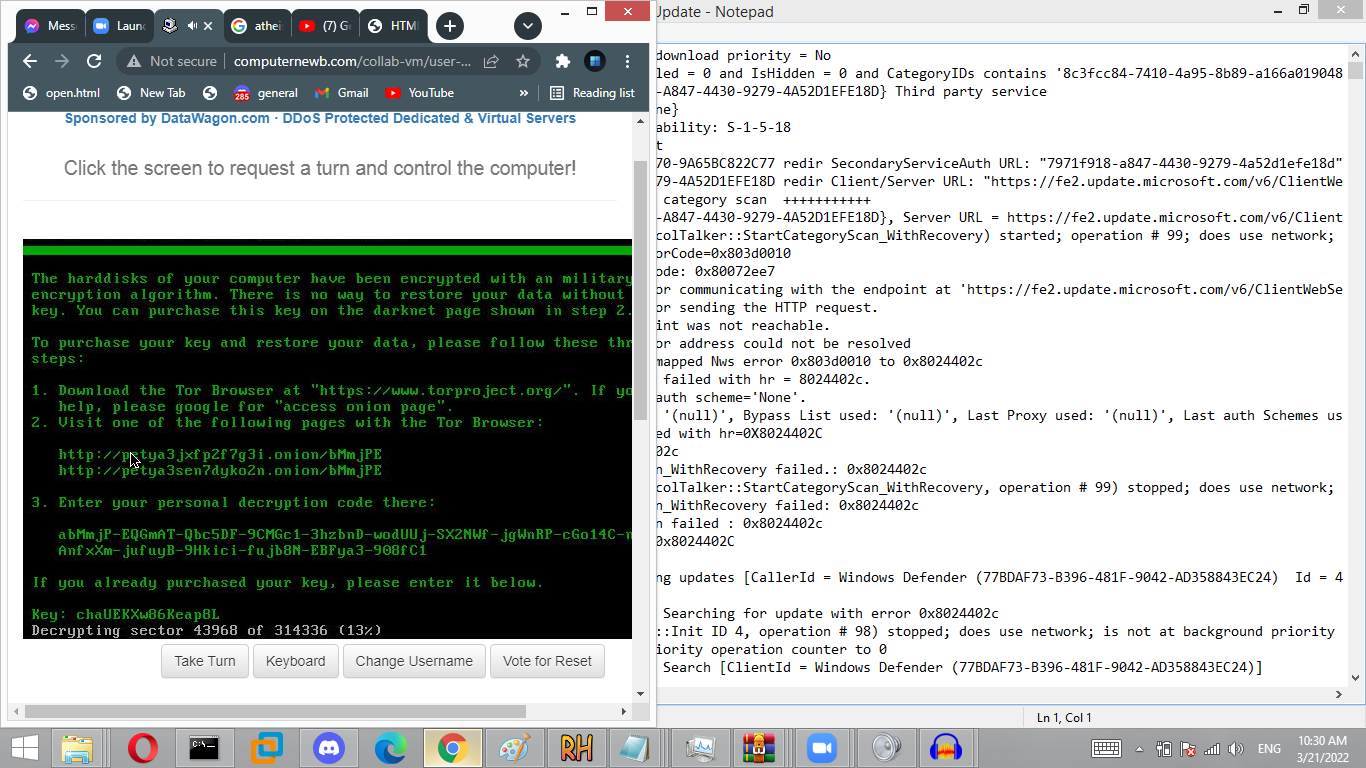 Mess
Laun
athei
(7) Ge
HTMl
Not secure
computernewb.com/collab-vm/user-...
open.html
New Tab
285
general
Gmail
YouTube
»
Reading list
Sponsored by DataWagon.com · DDoS Protected Dedicated & Virtual Servers
Click the screen to request a turn and control the computer!
The harddisks of your computer have been encrypted with an military
encryption algorithm. There is no way to restore your data without
key. You can purchase this key on the darknet page shown in step 2.
To purchase your key and restore your data, please follow these thr
steps:
1. Download the Tor Browser at "https://www.torproject.org/". If yo
help, please google for "access onion page".
2. Visit one of the following pages with the Tor Browser:
http://petya3jxfp2f7g3i.onion/bMmjPE
http://petya3sen7dyko2n.onion/bMmjPE
3. Enter your personal decryption code there:
abMmjP-EQGmAT-Qbc5DF-9CMGc1-3hzbnD-wodUUj-SX2NWf-jgWnRP-cGo14C-
AnfxXm-jufuyB-9Hkici-fujb8N-EBFya3-908fC1
If you already purchased your key, please enter it below.
Key: chaUEKXw86Keap8L
Decrypting sector 43968 of 314336 (13%)
Take Turn
Keyboard
Change Username
Vote for Reset
Update - Notepad
download priority = No
led = 0 and IsHidden = 0 and CategoryIDs contains '8c3fcc84-7410-4a95-8b89-a166a019048
-A847-4430-9279-4A52D1EFE18D} Third party service
ne}
ability: S-1-5-18
t
70-9A65BC822C77 redir SecondaryServiceAuth URL: "7971f918-a847-4430-9279-4a52d1efe18d"
79-4A52D1EFE18D redir Client/Server URL: "https://fe2.update.microsoft.com/v6/ClientWe
category scan +++++++++++
-A847-4430-9279-4A52D1EFE18D}, Server URL = https://fe2.update.microsoft.com/v6/Client
colTalker::StartCategoryScan_WithRecovery) started; operation # 99; does use network;
orCode=0x803d0010
ode: 0x80072ee7
or communicating with the endpoint at 'https://fe2.update.microsoft.com/v6/ClientWebSe
or sending the HTTP request.
int was not reachable.
or address could not be resolved
mapped Nws error 0x803d0010 to 0x8024402c
failed with hr = 8024402c.
auth scheme='None'.
'(null)', Bypass List used: '(null)', Last Proxy used: '(null)', Last auth Schemes us
ed with hr=0X8024402C
02c
n_WithRecovery failed.: 0x8024402c
colTalker::StartCategoryScan_WithRecovery, operation # 99) stopped; does use network;
n_WithRecovery failed: 0x8024402c
n failed : 0x8024402c
0x8024402C
ng updates [CallerId = Windows Defender (77BDAF73-B396-481F-9042-AD358843EC24) Id = 4
Searching for update with error 0x8024402c
::Init ID 4, operation # 98) stopped; does use network; is not at background priority
iority operation counter to 0
Search [ClientId = Windows Defender (77BDAF73-B396-481F-9042-AD358843EC24)]
Ln 1, Col 1
RH
ENG
10:30 AM
3/21/2022